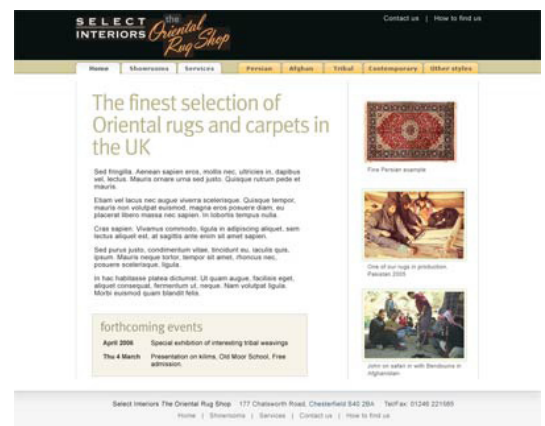 SELECT
INTERIORS
the
Oriental
Rug Shop
Contact us | How to find us
Home Showrooms Services Persian Afghan Tribal Contemporary Other styles
The finest selection of
Oriental rugs and carpets in
the UK
Sed fringilla. Aenean sapien eros, mollis nec, ultricies in, dapibus
vel, lectus. Mauris ornare urna sed justo. Quisque rutrum pede et
mauris.
Etiam vel lacus nec augue viverra scelerisque. Quisque tempor,
mauris non volutpat euismod, magna eros posuere diam, eu
placerat libero massa nec sapien. In lobortis tempus nulla.
Cras sapien. Vivamus commodo, ligula in adipiscing aliquet, sem
lectus aliquet est, at sagittis ante enim sit amet sapien.
Sed purus justo, condimentum vitae, tincidunt eu, iaculis quis,
ipsum. Mauris neque tortor, tempor sit amet, rhoncus nec,
posuere scelerisque, ligula.
In hac habitasse platea dictumst. Ut quam augue, facilisis eget,
aliquet consequat, fermentum ut, neque. Nam volutpat ligula.
Morbi euismod quam blandit felis.
forthcoming events
April 2006 Special exhibition of interesting tribal weavings
Thu 4 March Presentation on kilims, Old Moor School, Free
admission.
Fine Persian example
One of our rugs in production,
Pakistan 2005
John on safari in with Bendouins in
Afghanistan
Select Interiors The Oriental Rug Shop 177 Chatsworth Road, Chesterfield S40 2BA Tel/Fax: 01246 221989
Home | Showrooms | Services | Contact us | How to find us